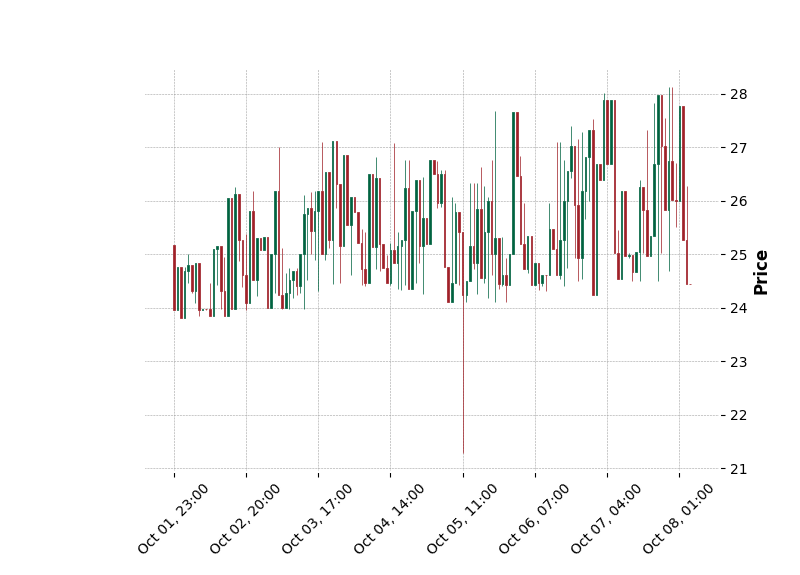 28
27
26
25
24
23
22
21
Price
Oct 01, 23:00
Oct 02, 20:00
Oct 03, 17:00
Oct 04, 14:00
Oct 05, 11:00
Oct 06, 07:00
Oct 07, 04:00
Oct 08, 01:00